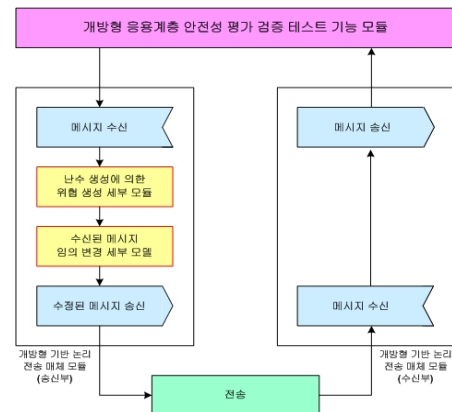 개방형 응용계층 안전성 평가 검증 테스트 기능 모듈
메시지 수신
난수 생성에 의한
위협 생성 세부 모듈
수신된 메시지
임의 변경 세부 모델
수정된 메시지 송신
개방형 기반 논리
전송 매체 모듈
(송신부)
메시지 송신
메시지 수신
개방형 기반 논리
전송 매체 모듈
(수신부)
전송